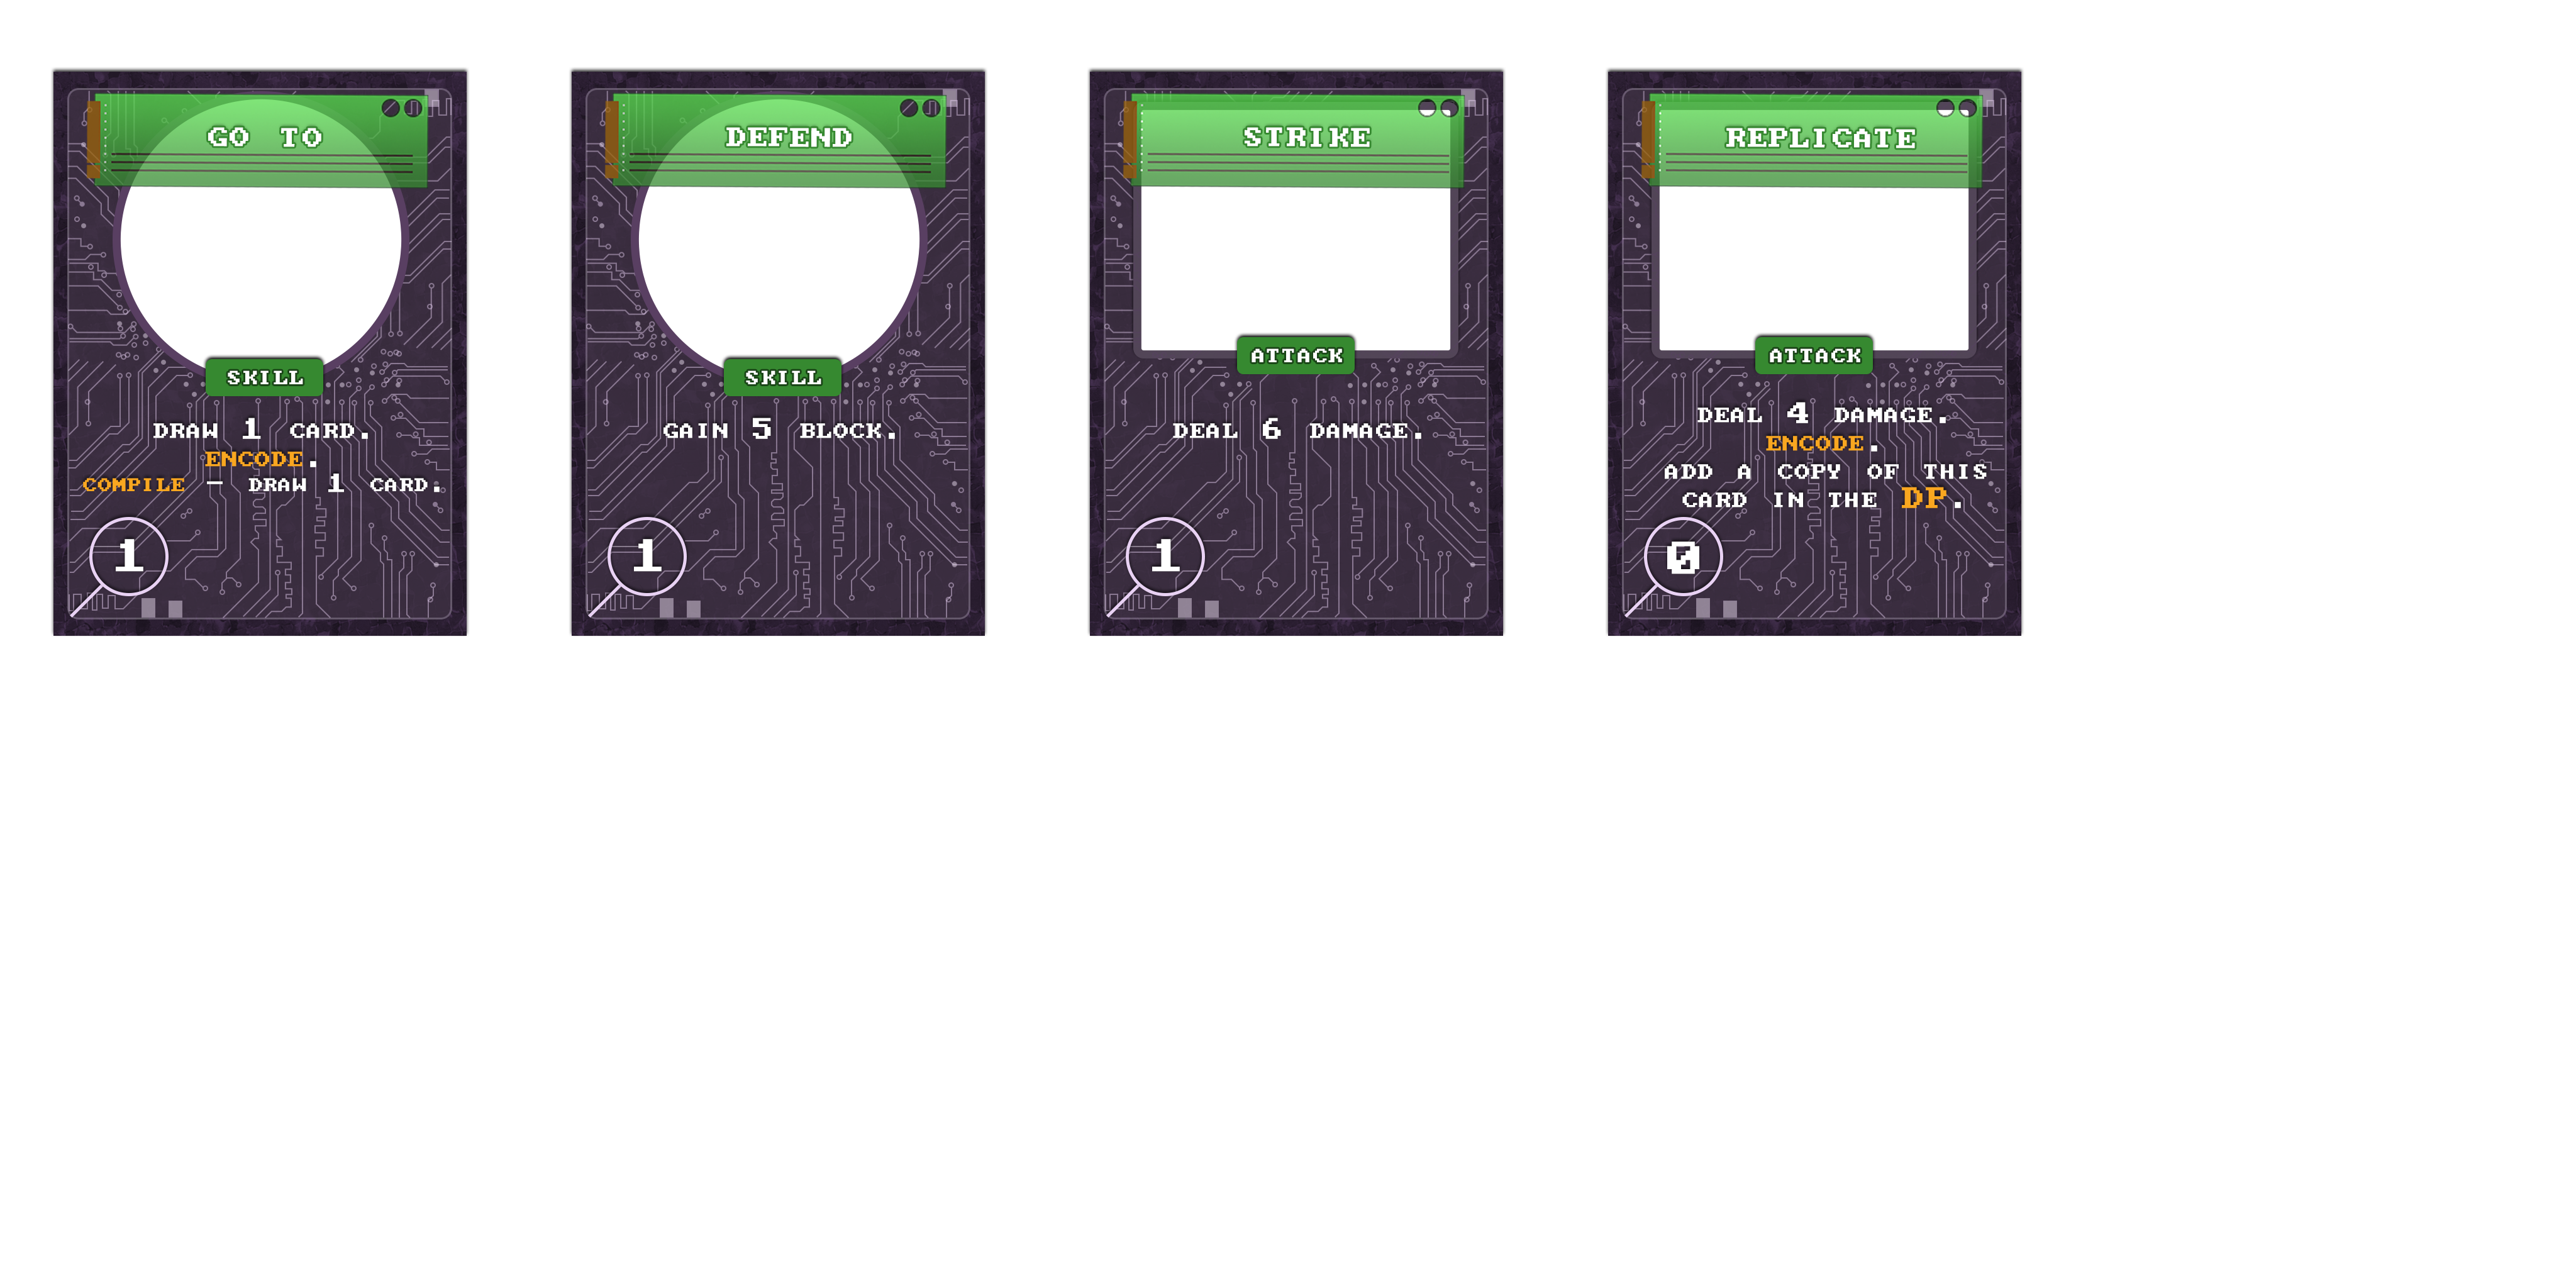 GO TO
SKILL
DRAW 1 CARD.
ENCODE.
COMPILE - DRAW 1 CARD.
1
DEFEND
SKILL
GAIN 5 BLOCK.
1
STRIKE
ATTACK
DEAL 6 DAMAGE.
1
REPLICATE
ATTACK
DEAL 4 DAMAGE.
ENCODE.
ADD A COPY OF THIS
CARD IN THE DP.
0